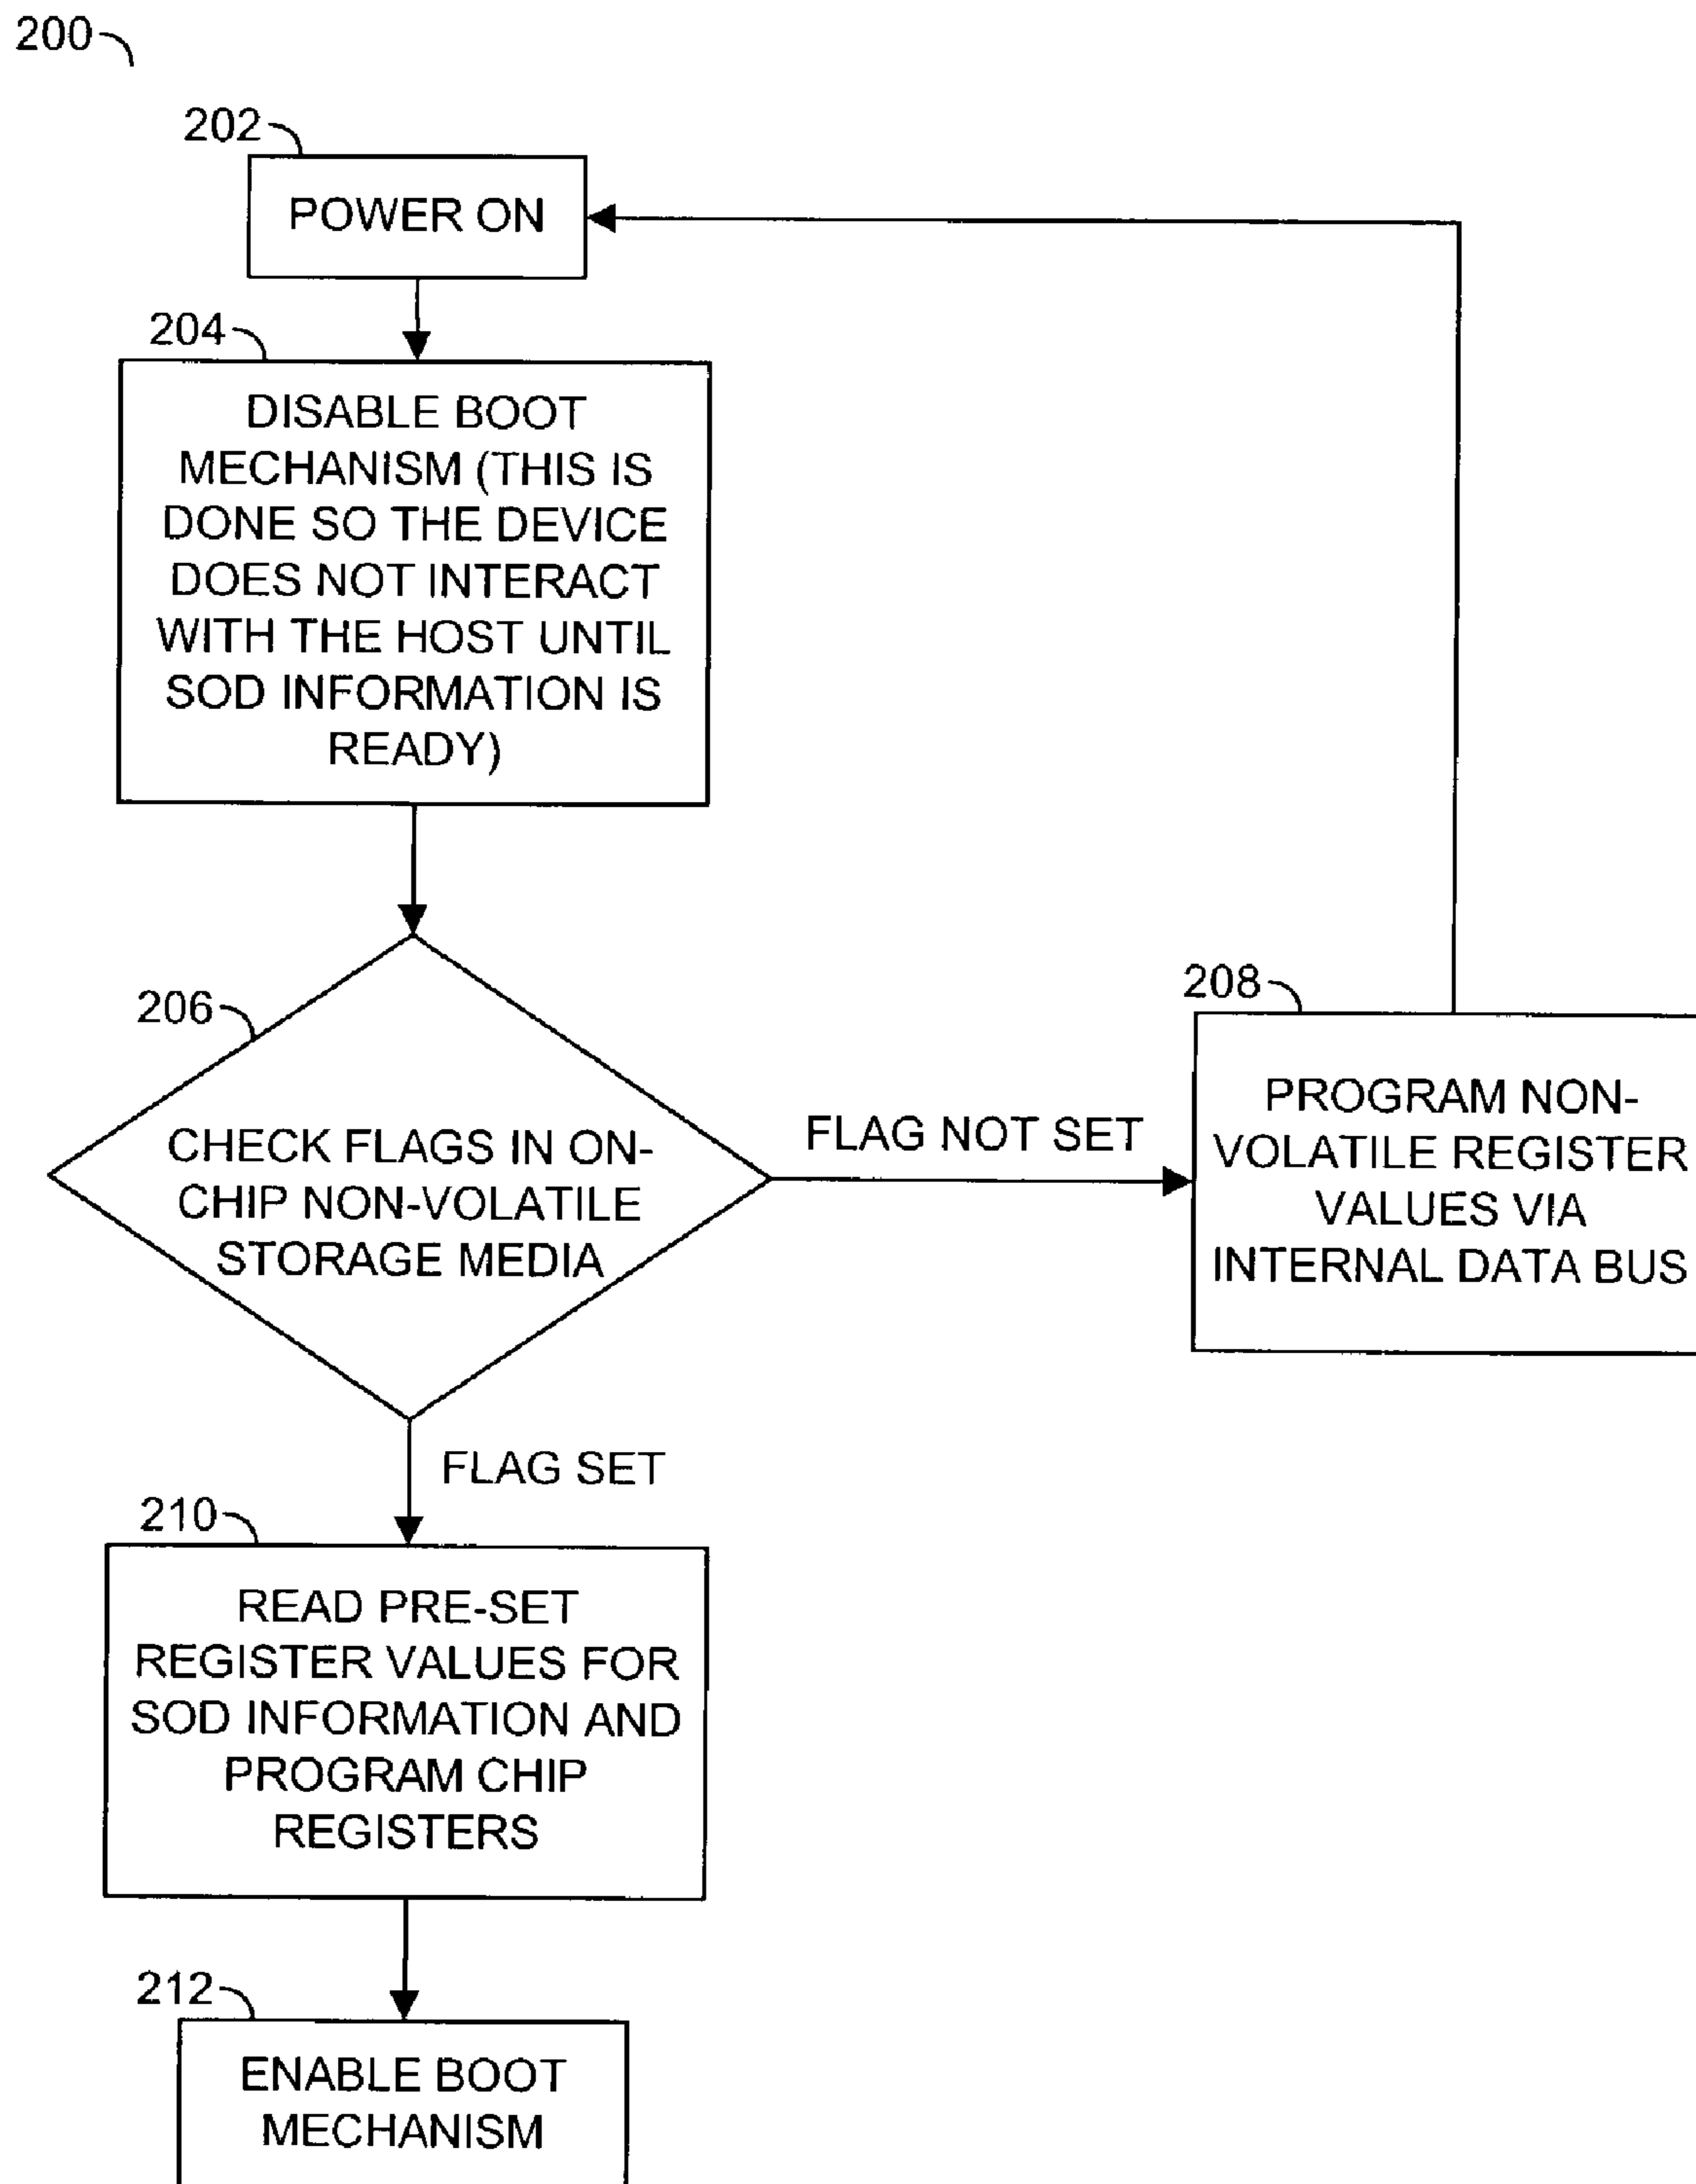 200
202
POWER ON
204
DISABLE BOOT
MECHANISM (THIS IS
DONE SO THE DEVICE
DOES NOT INTERACT
WITH THE HOST UNTIL
SOD INFORMATION IS
READY)
206
CHECK FLAGS IN ON-
CHIP NON-VOLATILE
STORAGE MEDIA
FLAG NOT SET
208
PROGRAM NON-
VOLATILE REGISTER
VALUES VIA
INTERNAL DATA BUS
FLAG SET
210
READ PRE-SET
REGISTER VALUES FOR
SOD INFORMATION AND
PROGRAM CHIP
REGISTERS
212
ENABLE BOOT
MECHANISM